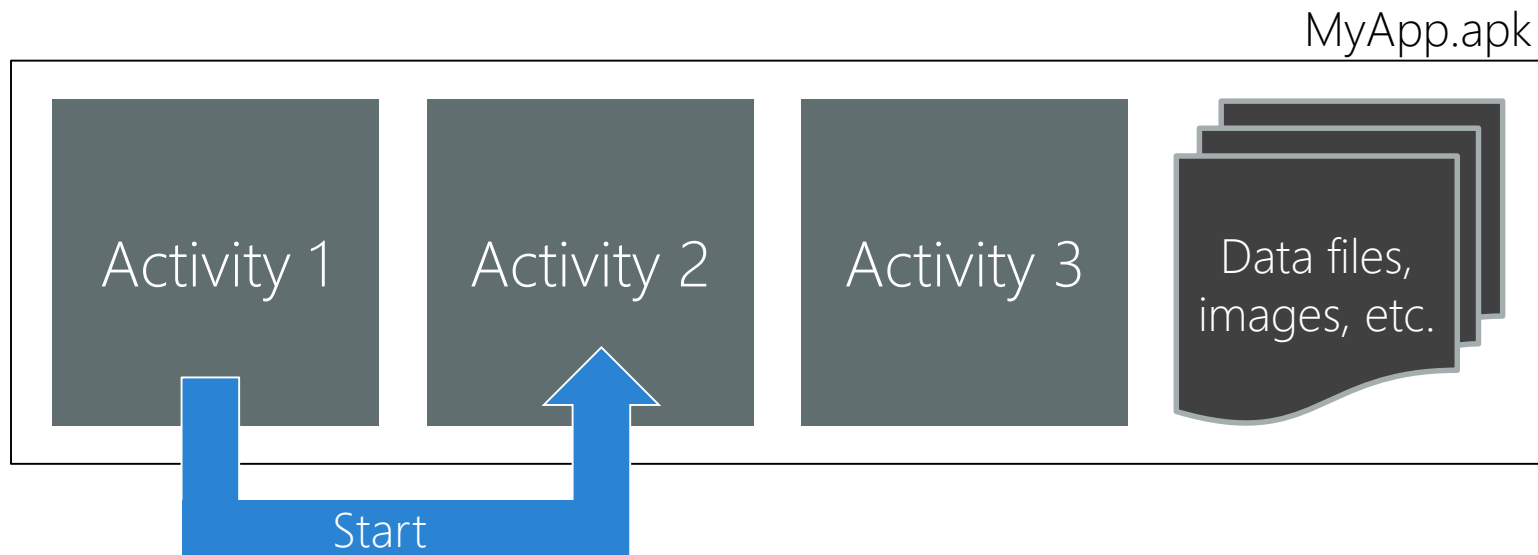 MyApp.apk
Activity 1
Activity 2
Activity 3
Data files,
images, etc.
Start